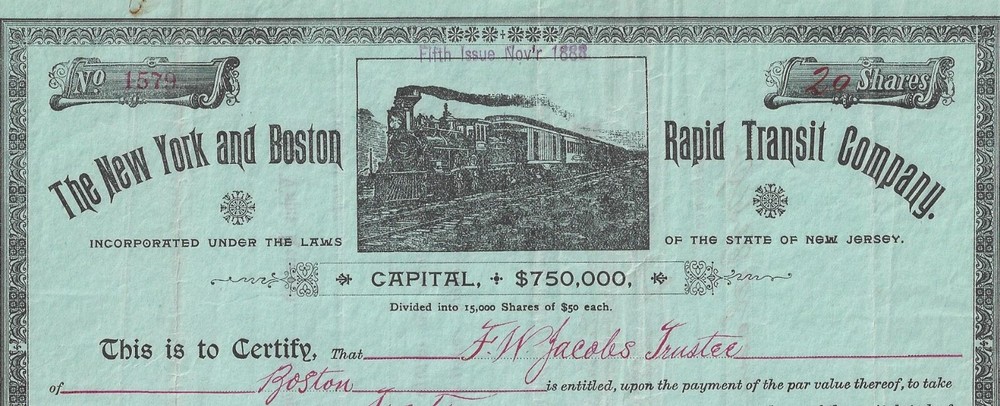 Fifth Issue Nov'r 1888.
No. 1579
20 Shares
The New York and Boston Rapid Transit Company.
INCORPORATED UNDER THE LAWS OF THE STATE OF NEW JERSEY.
CAPITAL, $750,000,
Divided into 15,000 Shares of $50 each.
This is to Certify, That F. W. Jacobs Trustee
of Boston is entitled, upon the payment of the par value thereof, to take